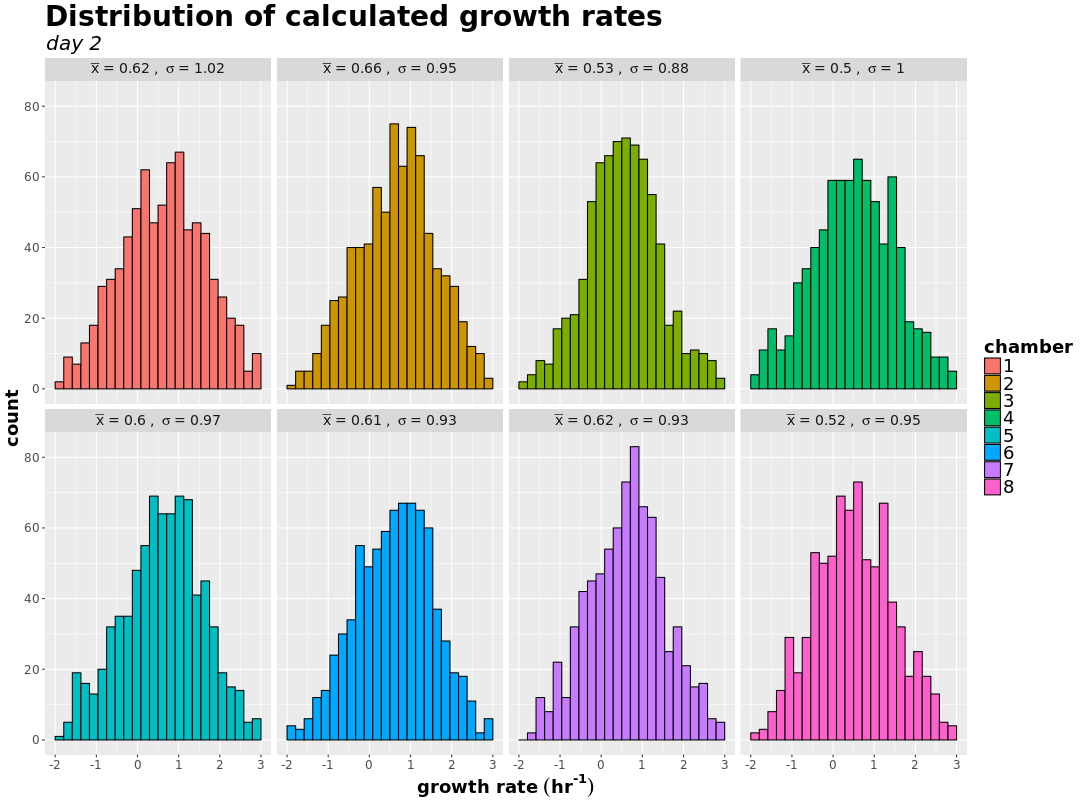 Distribution of calculated growth rates
day 2
x̅ = 0.62 , σ = 1.02
x̅ = 0.66 , σ = 0.95
x̅ = 0.53 , σ = 0.88
x̅ = 0.5 , σ = 1
80
60
40
20
0
count
x̅ = 0.6 , σ = 0.97
x̅ = 0.61 , σ = 0.93
x̅ = 0.62 , σ = 0.93
x̅ = 0.52 , σ = 0.95
80
60
40
20
0
-2 -1 0 1 2 3
-2 -1 0 1 2 3
-2 -1 0 1 2 3
-2 -1 0 1 2 3
growth rate (hr⁻¹)
chamber
1
2
3
4
5
6
7
8